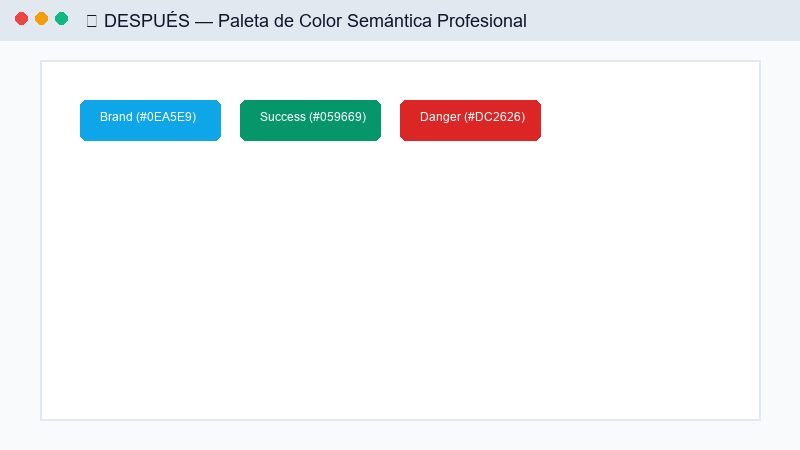 DESPUÉS — Paleta de Color Semántica Profesional
Brand (#0EA5E9)
Success (#059669)
Danger (#DC2626)